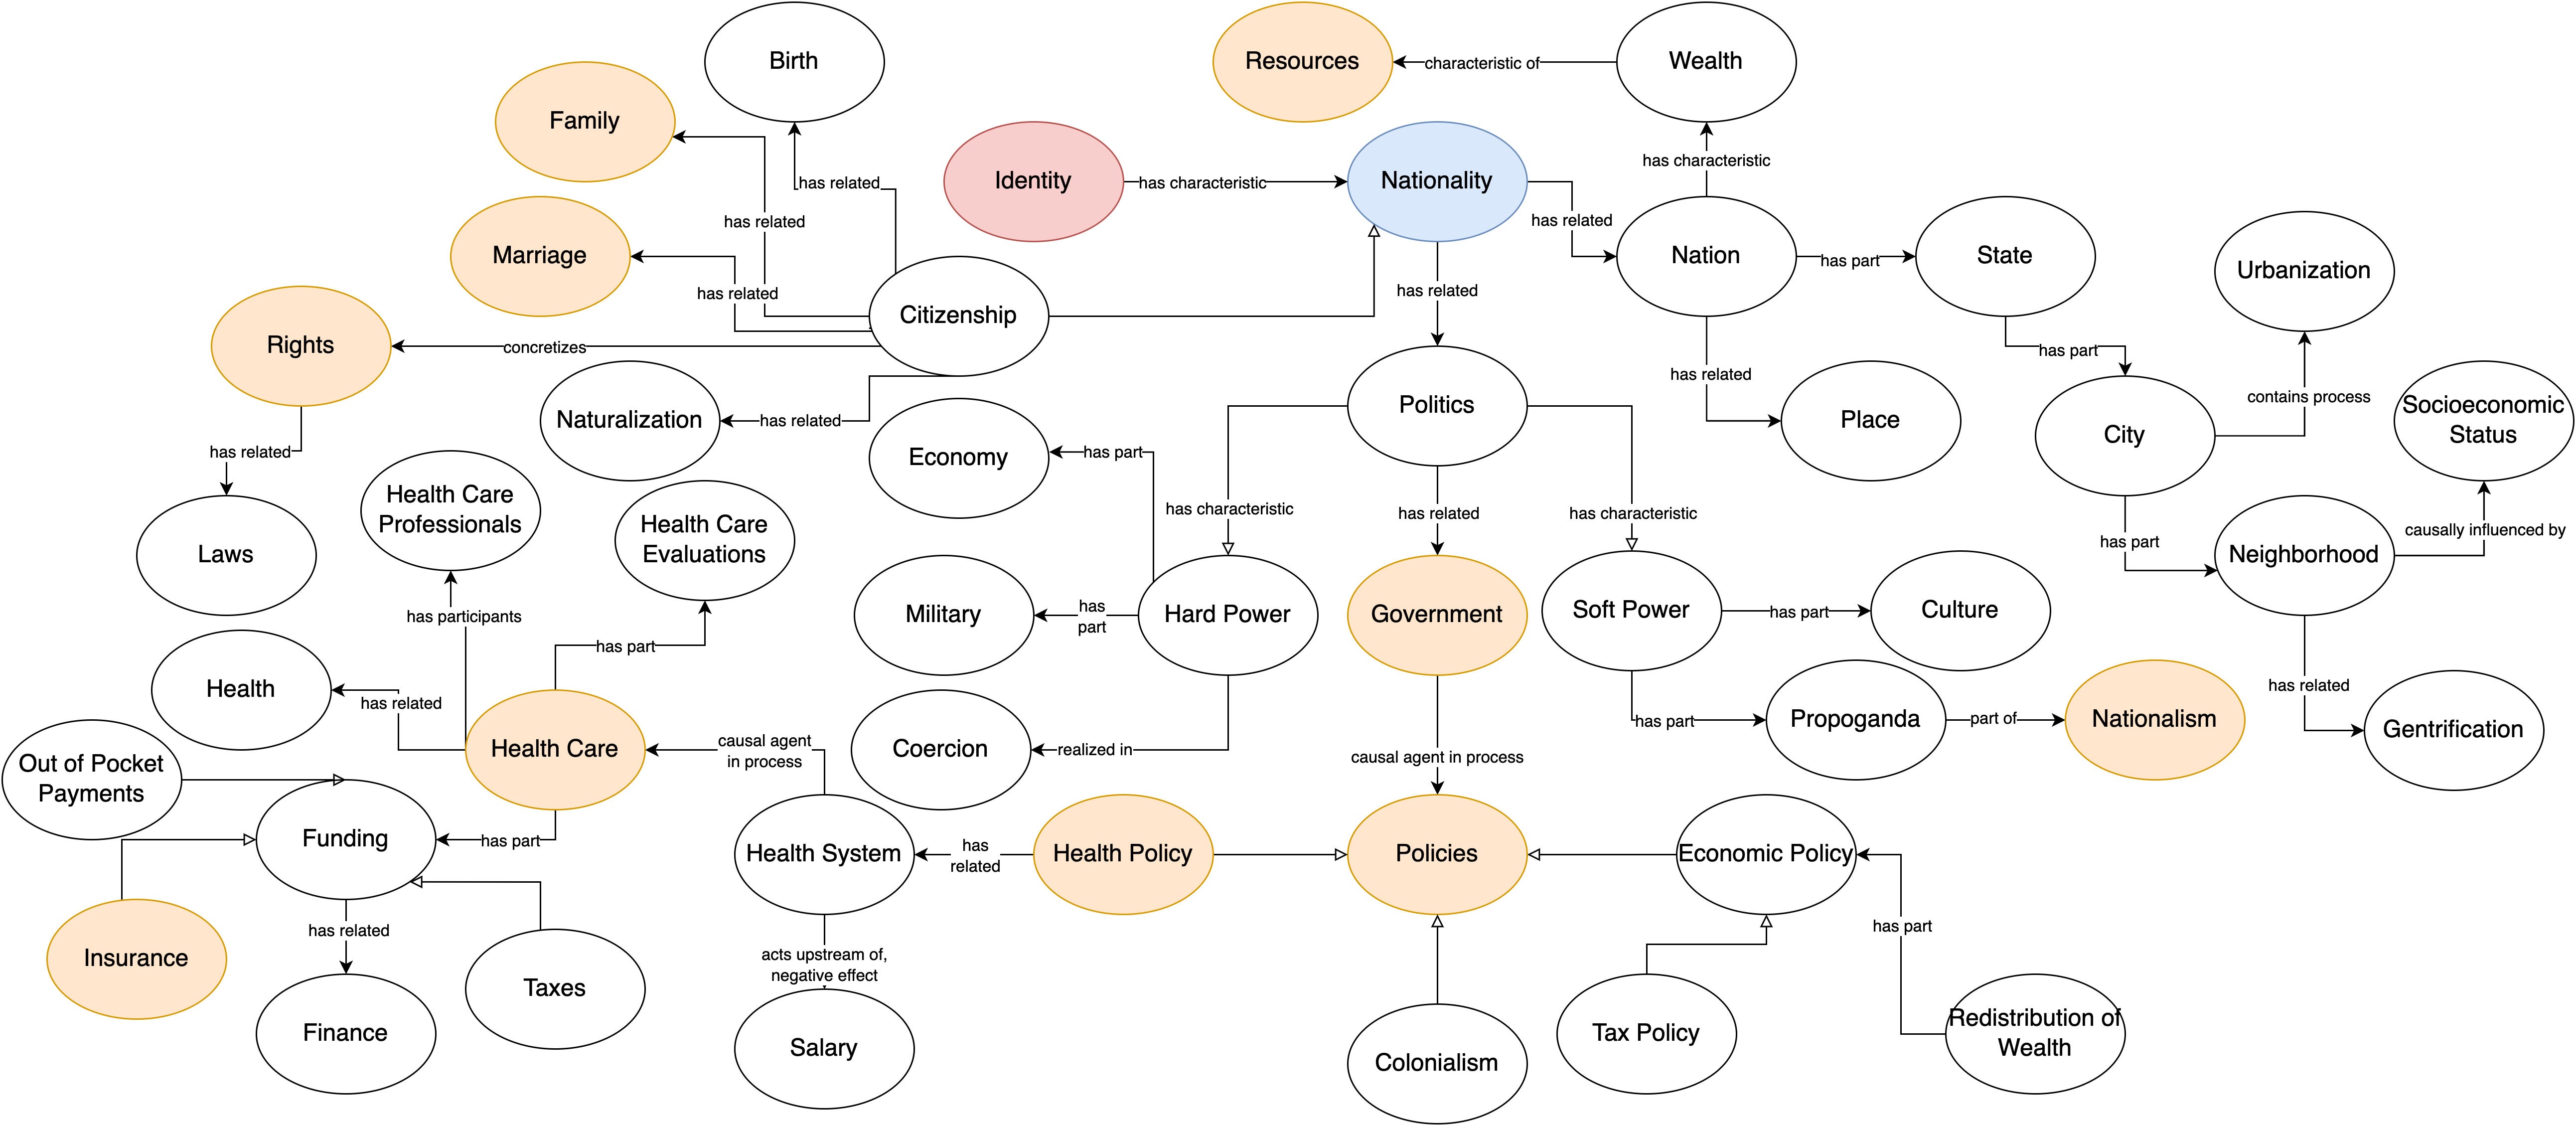 Birth
Resources
characteristic of
Wealth
Family
has characteristic
Identity
has characteristic
Nationality
has related
has related
has related
Urbanization
Marriage
Nation
has part
State
has related
has related
Citizenship
Rights
concretizes
has part
has related
Naturalization
has related
Politics
Place
contains process
Socioeconomic
Status
City
Economy
has part
has related
Health Care
Professionals
Health Care
Evaluations
has characteristic
has related
has characteristic
causally influenced by
has part
Laws
Neighborhood
has participants
Military
has
part
Hard Power
Government
Soft Power
has part
Culture
has part
Health
has related
has related
has part
Propoganda
part of
Nationalism
Gentrification
Out of Pocket
Payments
Health Care
causal agent
in process
Coercion
realized in
causal agent in process
Funding
has part
Health System
has
related
Health Policy
Policies
Economic Policy
has related
has part
Insurance
acts upstream of,
negative effect
Taxes
Finance
Salary
Colonialism
Tax Policy
Redistribution of
Wealth